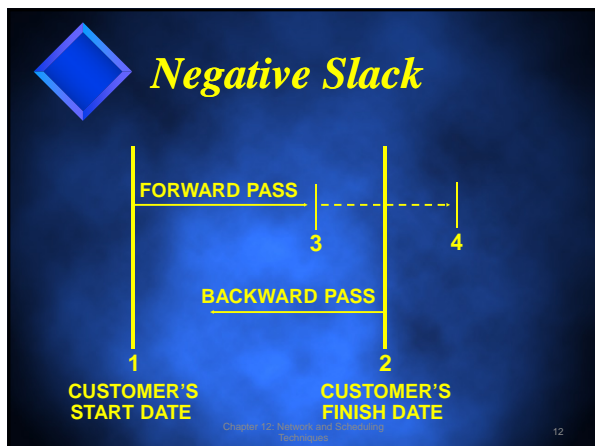 Negative Slack
FORWARD PASS
3
4
BACKWARD PASS
1
2
CUSTOMER'S
START DATE
CUSTOMER'S
FINISH DATE
Chapter 12: Network and Scheduling
Techniques
12